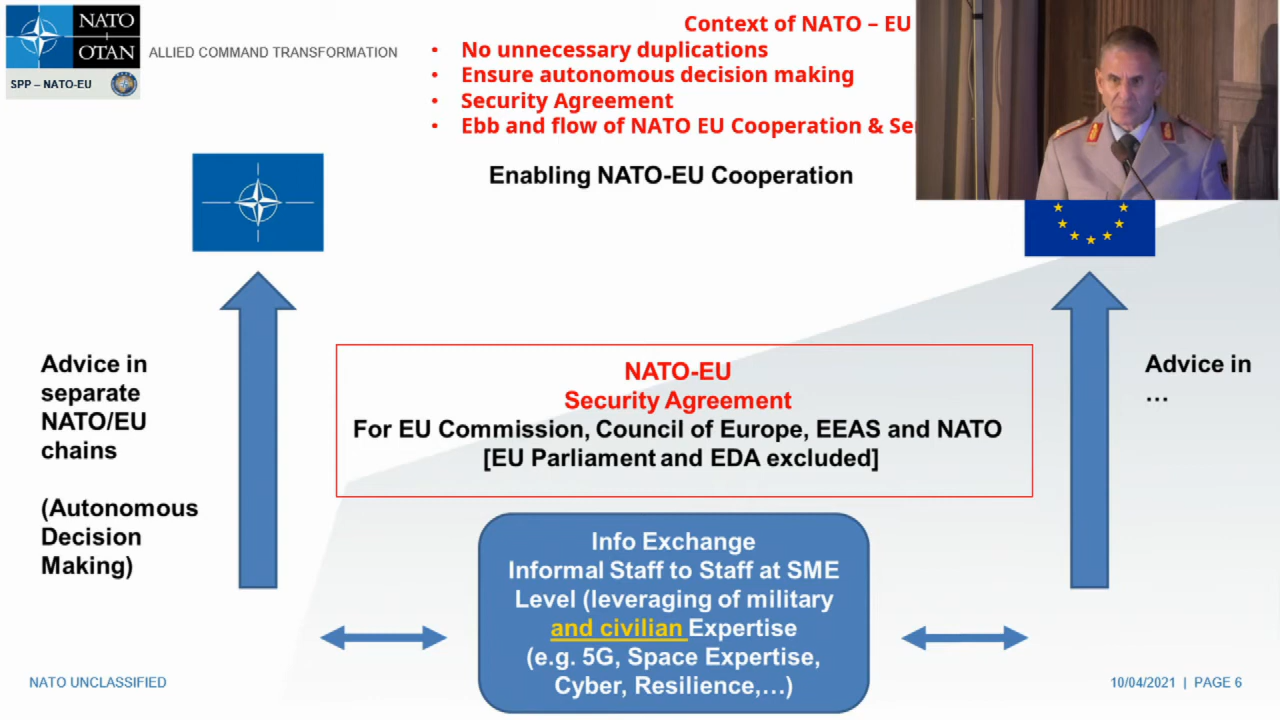 NATO
OTAN
SPP – NATO-EU
ALLIED COMMAND TRANSFORMATION
Context of NATO – EU
• No unnecessary duplications
• Ensure autonomous decision making
• Security Agreement
• Ebb and flow of NATO EU Cooperation & Se
Enabling NATO-EU Cooperation
Advice in
separate
NATO/EU
chains
(Autonomous
Decision
Making)
NATO-EU
Security Agreement
For EU Commission, Council of Europe, EEAS and NATO
[EU Parliament and EDA excluded]
Advice in
...
Info Exchange
Informal Staff to Staff at SME
Level (leveraging of military
and civilian Expertise
(e.g. 5G, Space Expertise,
Cyber, Resilience,...)
NATO UNCLASSIFIED
10/04/2021 | PAGE 6